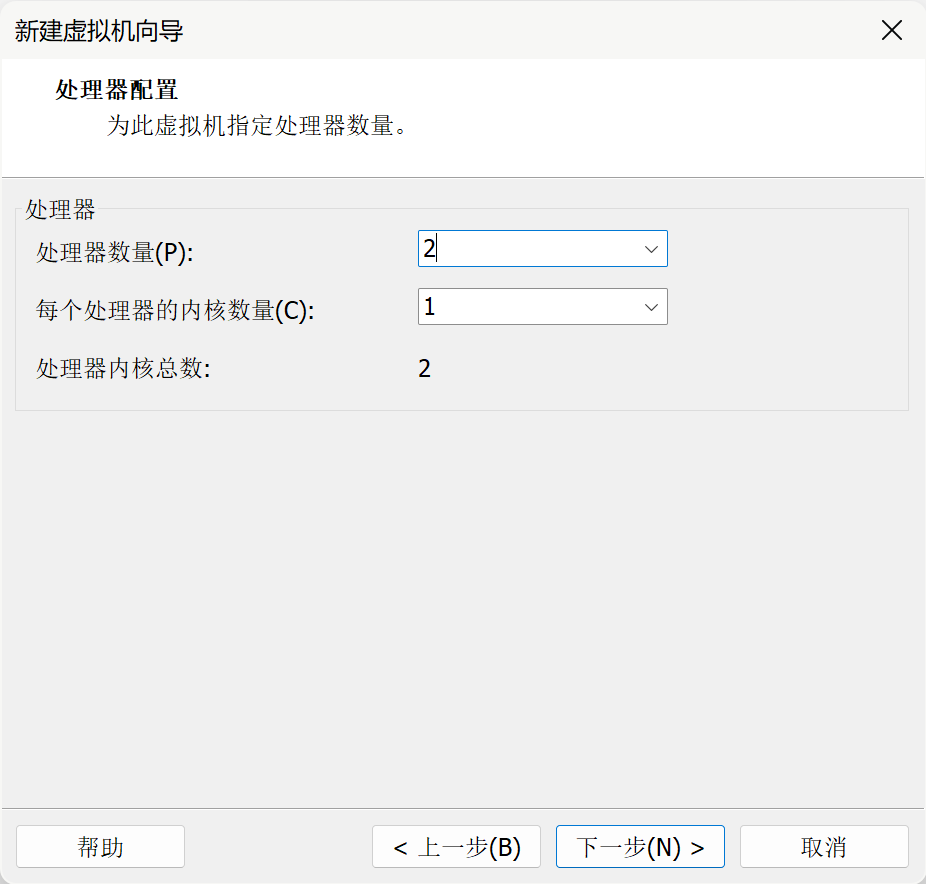 新建虚拟机向导
处理器配置
为此虚拟机指定处理器数量。
处理器
处理器数量(P): 2
每个处理器的内核数量(C): 1
处理器内核总数: 2
帮助 < 上一步(B) 下一步(N) > 取消